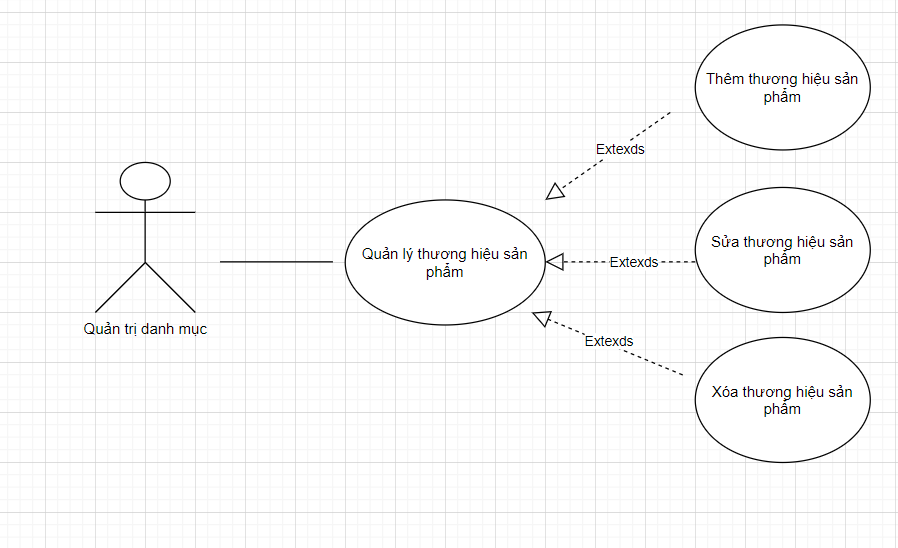 Thêm thương hiệu sản
phẩm
Extexds
Sửa thương hiệu sản
phẩm
Quản lý thương hiệu sản
phẩm
Extexds
Quản trị danh mục
Extexds
Xóa thương hiệu sản
phẩm